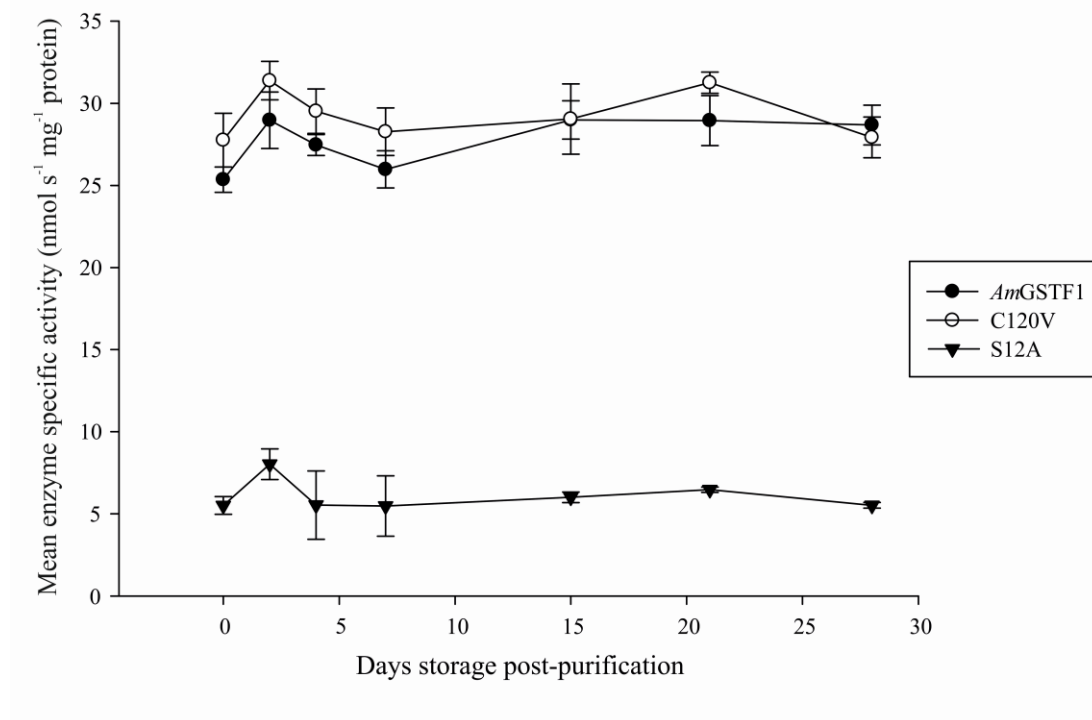 Mean enzyme specific activity (nmol s⁻¹ mg⁻¹ protein)
35
30
25
20
15
10
5
0
0 5 10 15 20 25 30
Days storage post-purification
AmGSTF1
C120V
S12A